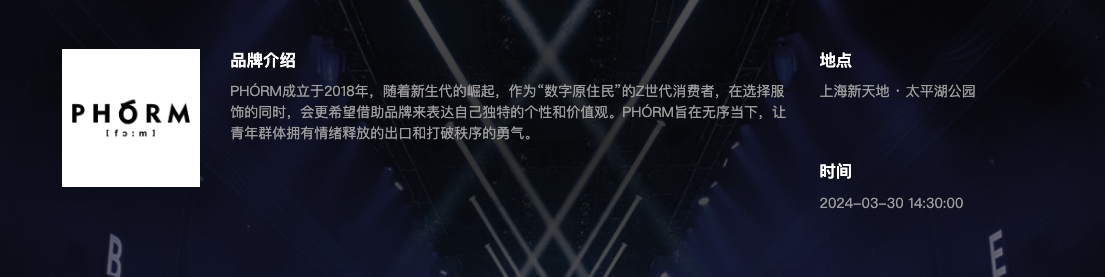 PHÓRM
[fɔ:m]
品牌介绍
PHÓRM成立于2018年，随着新生代的崛起，作为“数字原住民”的Z世代消费者，在选择服
饰的同时，会更希望借助品牌来表达自己独特的个性和价值观。PHÓRM旨在无序当下，让
青年群体拥有情绪释放的出口和打破秩序的勇气。
地点
上海新天地 · 太平湖公园
时间
2024-03-30 14:30:00
B
E